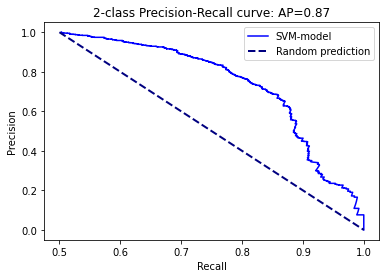 2-class Precision-Recall curve: AP=0.87
SVM-model
Random prediction
Precision
1.0
0.8
0.6
0.4
0.2
0.0
0.5 0.6 0.7 0.8 0.9 1.0
Recall